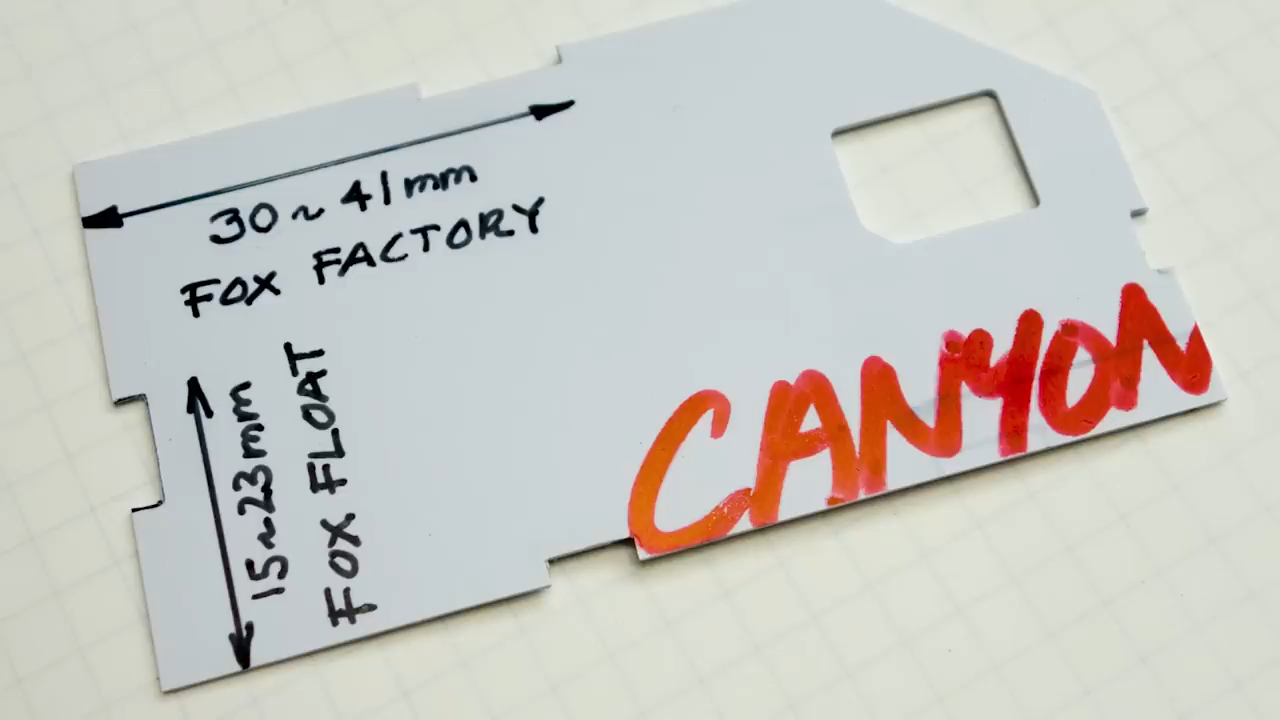 30~41mm
FOX FACTORY
15~23mm
FOX FLOAT
CANYON